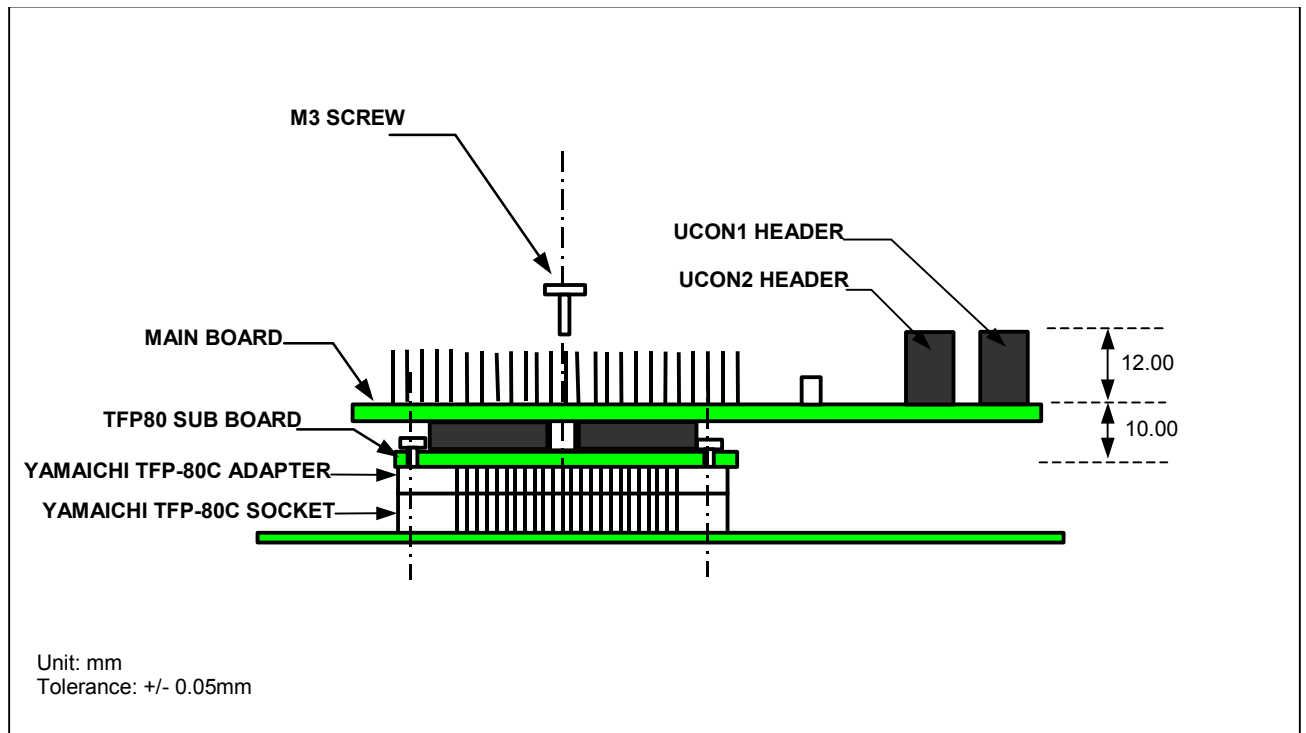 M3 SCREW
UCON1 HEADER
UCON2 HEADER
MAIN BOARD
12.00
TFP80 SUB BOARD
10.00
YAMAICHI TFP-80C ADAPTER
YAMAICHI TFP-80C SOCKET
Unit: mm
Tolerance: +/- 0.05mm